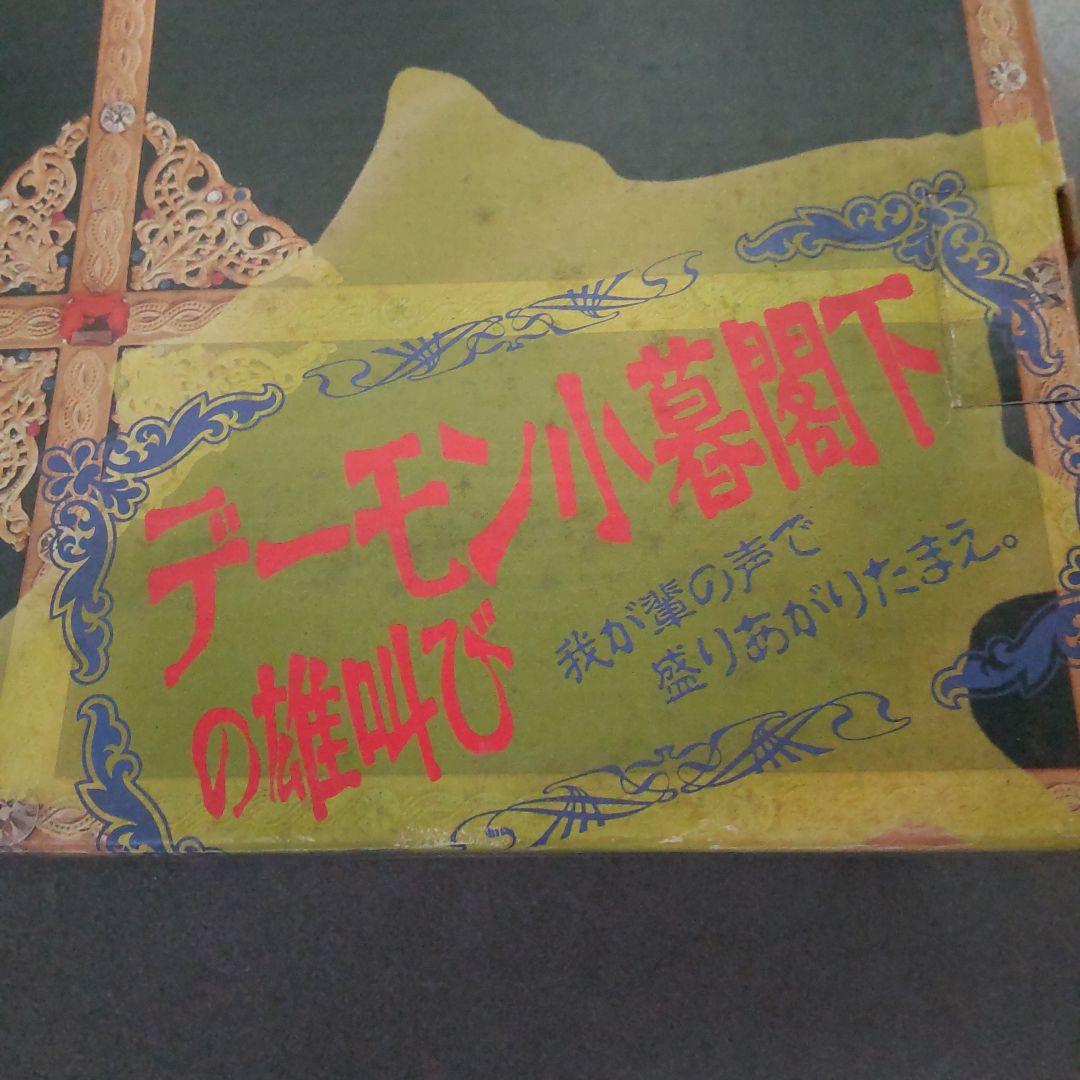 デーモン小暮閣下
の雄叫び
我が輩の声で
盛りあがりたまえ。